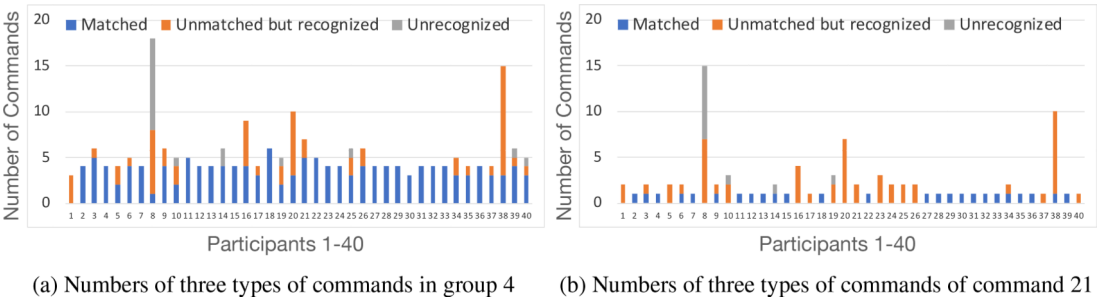 20
Matched Unmatched but recognized Unrecognized
15
10
5
0
Number of Commands
1 2 3 4 5 6 7 8 9 10 11 12 13 14 15 16 17 18 19 20 21 22 23 24 25 26 27 28 29 30 31 32 33 34 35 36 37 38 39 40
Participants 1-40
(a) Numbers of three types of commands in group 4
20
Matched Unmatched but recognized Unrecognized
15
10
5
0
Number of Commands
1 2 3 4 5 6 7 8 9 10 11 12 13 14 15 16 17 18 19 20 21 22 23 24 25 26 27 28 29 30 31 32 33 34 35 36 37 38 39 40
Participants 1-40
(b) Numbers of three types of commands of command 21